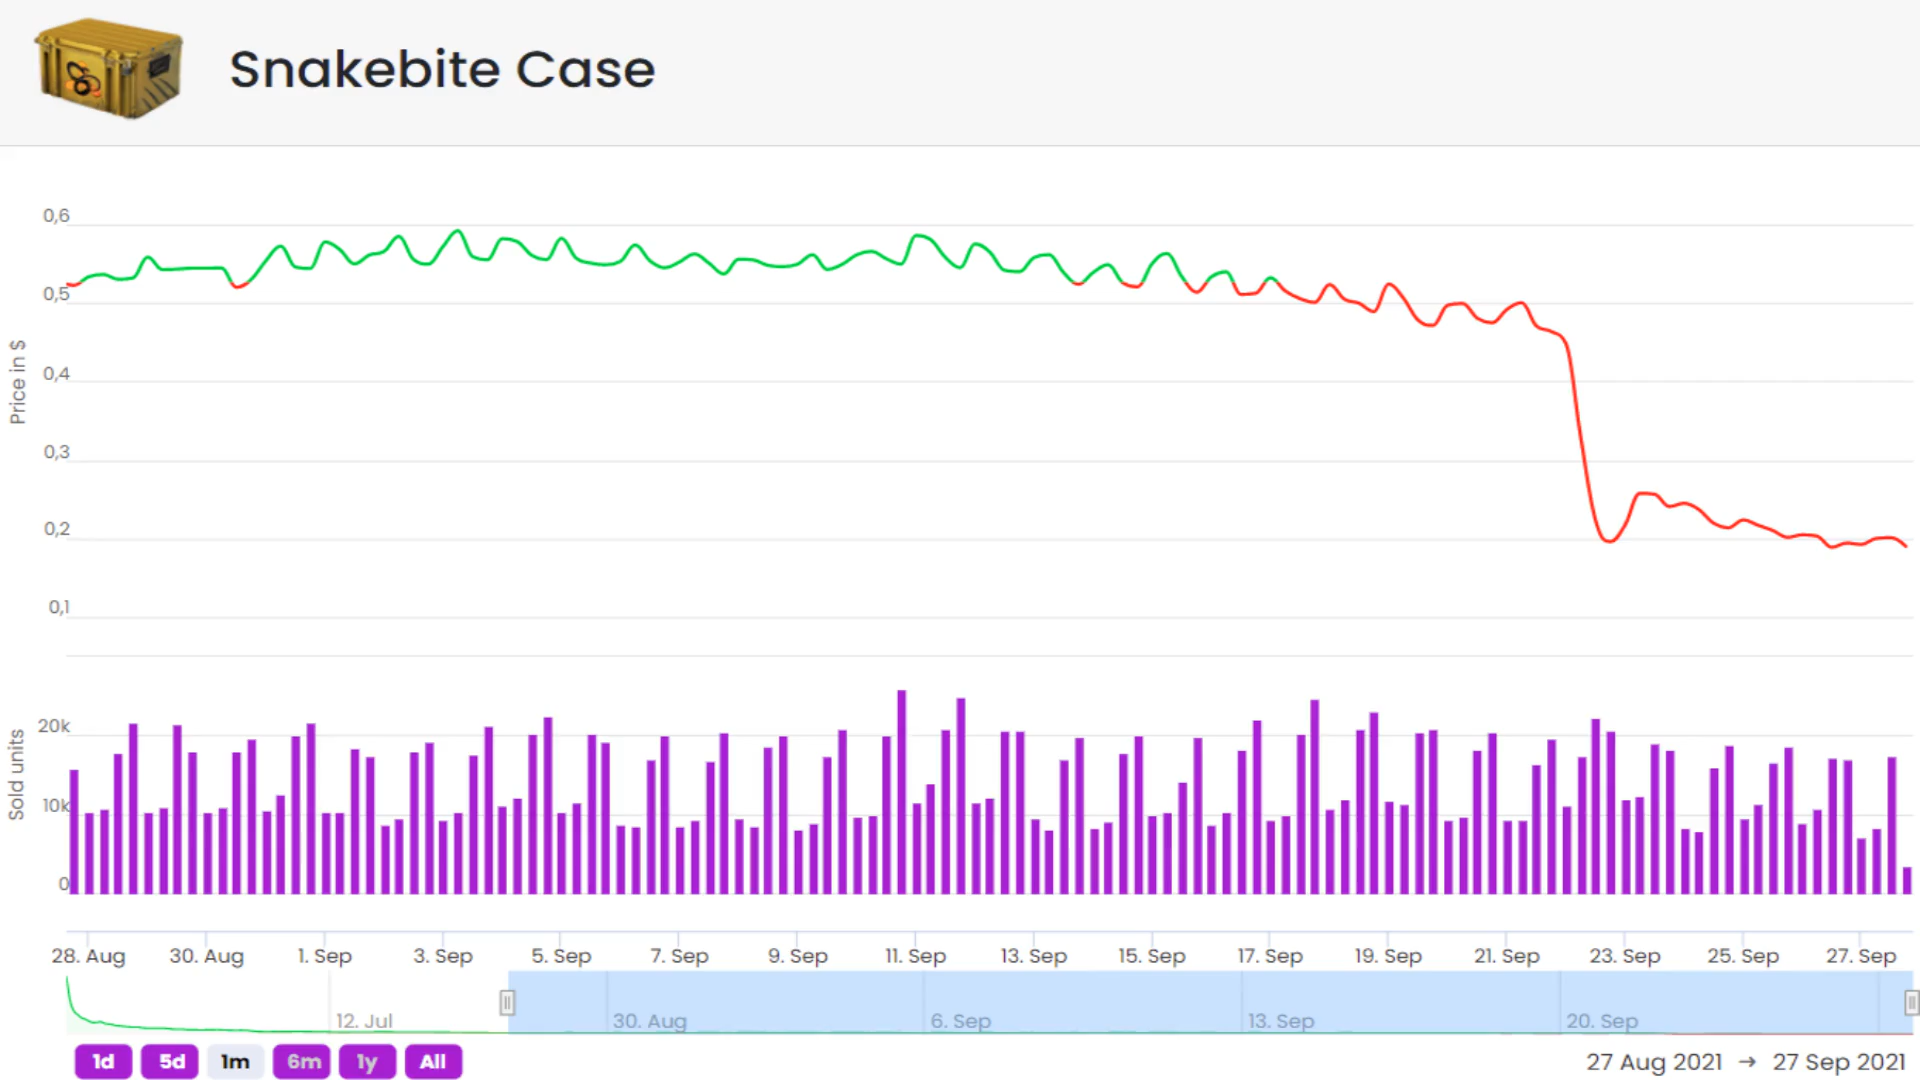 Snakebite Case
0,6
0,5
0,4
0,3
0,2
0,1
Price in $
20k
10k
0
Sold units
28. Aug 30. Aug 1. Sep 3. Sep 5. Sep 7. Sep 9. Sep 11. Sep 13. Sep 15. Sep 17. Sep 19. Sep 21. Sep 23. Sep 25. Sep 27. Sep
12. Jul 30. Aug 6. Sep 13. Sep 20. Sep
1d 5d 1m 6m 1y All 27 Aug 2021 → 27 Sep 2021